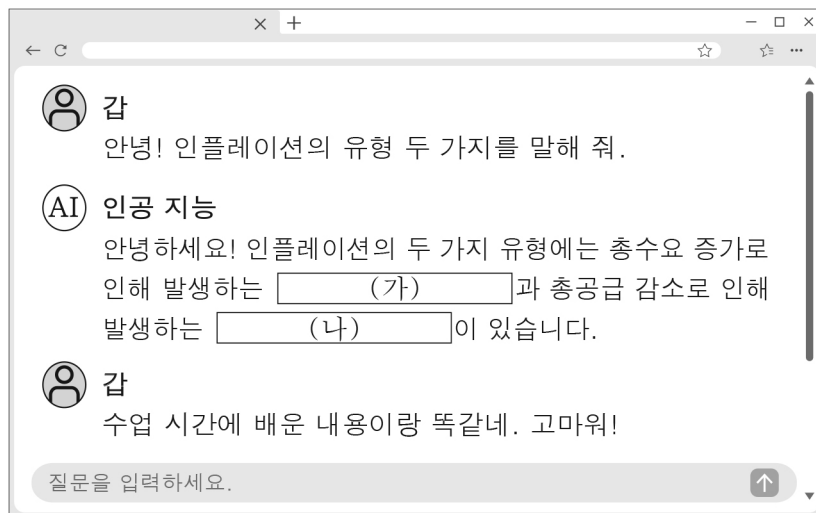 갑
안녕! 인플레이션의 유형 두 가지를 말해 줘.
AI 인공 지능
안녕하세요! 인플레이션의 두 가지 유형에는 총수요 증가로
인해 발생하는 (가) 과 총공급 감소로 인해
발생하는 (나) 이 있습니다.
갑
수업 시간에 배운 내용이랑 똑같네. 고마워!
질문을 입력하세요.